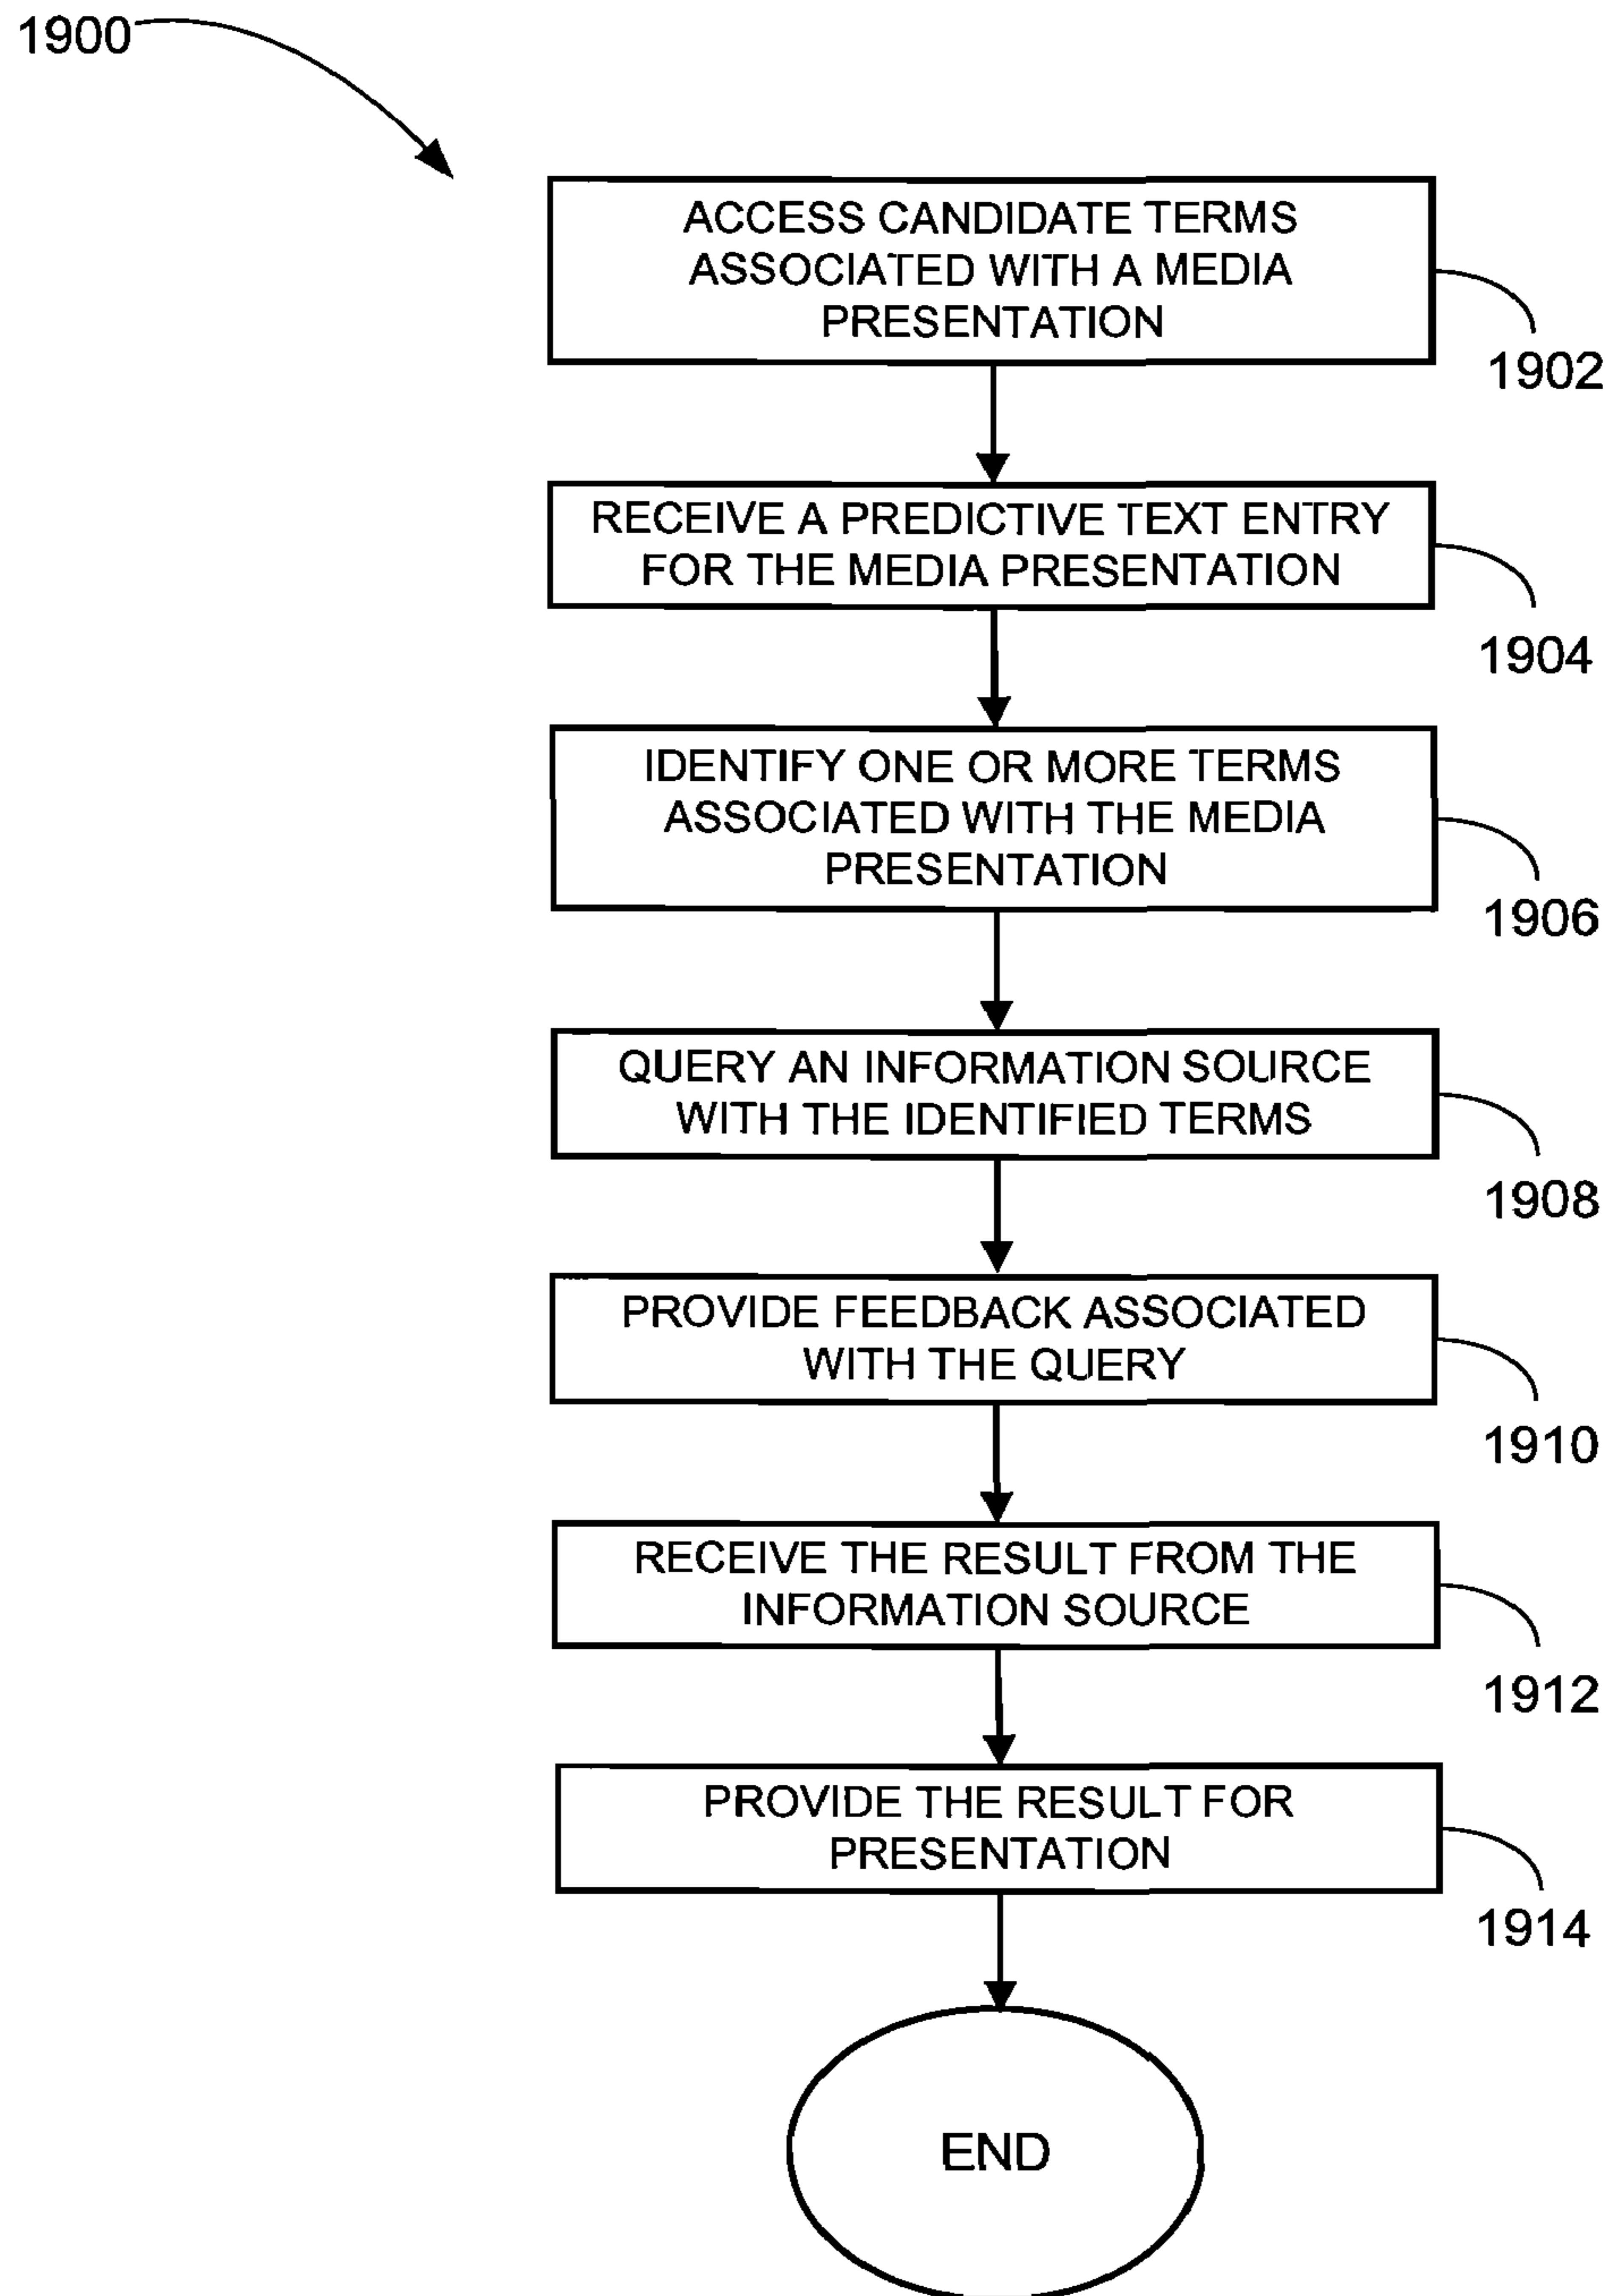 1900
ACCESS CANDIDATE TERMS
ASSOCIATED WITH A MEDIA
PRESENTATION
1902
RECEIVE A PREDICTIVE TEXT ENTRY
FOR THE MEDIA PRESENTATION
1904
IDENTIFY ONE OR MORE TERMS
ASSOCIATED WITH THE MEDIA
PRESENTATION
1906
QUERY AN INFORMATION SOURCE
WITH THE IDENTIFIED TERMS
1908
PROVIDE FEEDBACK ASSOCIATED
WITH THE QUERY
1910
RECEIVE THE RESULT FROM THE
INFORMATION SOURCE
1912
PROVIDE THE RESULT FOR
PRESENTATION
1914
END